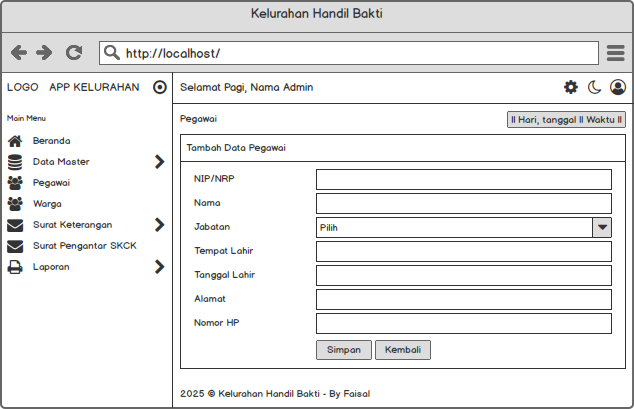 Kelurahan Handil Bakti
http://localhost/
LOGO APP KELURAHAN
Selamat Pagi, Nama Admin
Main Menu
Beranda
Data Master
Pegawai
Warga
Surat Keterangan
Surat Pengantar SKCK
Laporan
Pegawai
|| Hari, tanggal || Waktu ||
Tambah Data Pegawai
NIP/NRP
Nama
Jabatan Pilih
Tempat Lahir
Tanggal Lahir
Alamat
Nomor HP
Simpan Kembali
2025 © Kelurahan Handil Bakti - By Faisal